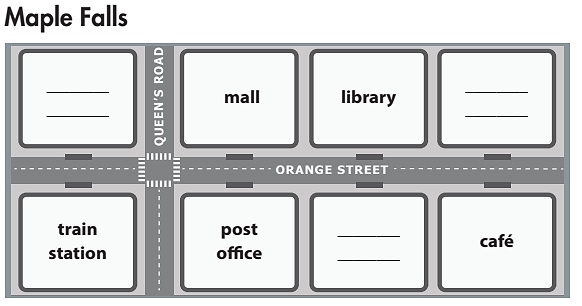 Maple Falls
QUEEN'S ROAD
mall
library
ORANGE STREET
train
station
post
office
café